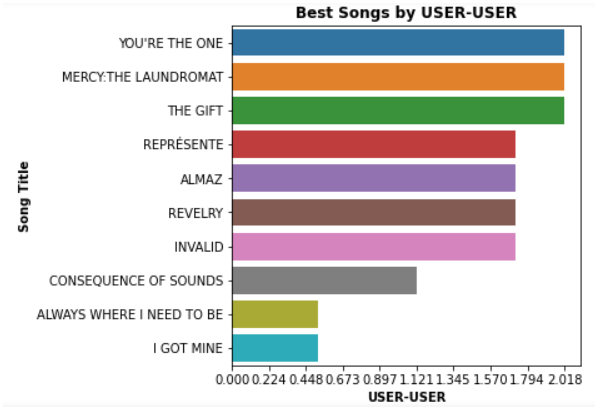 Best Songs by USER-USER
Song Title
YOU'RE THE ONE
MERCY:THE LAUNDROMAT
THE GIFT
REPRÉSENTE
ALMAZ
REVELRY
INVALID
CONSEQUENCE OF SOUNDS
ALWAYS WHERE I NEED TO BE
I GOT MINE
0.000 0.224 0.448 0.673 0.897 1.121 1.345 1.570 1.794 2.018
USER-USER